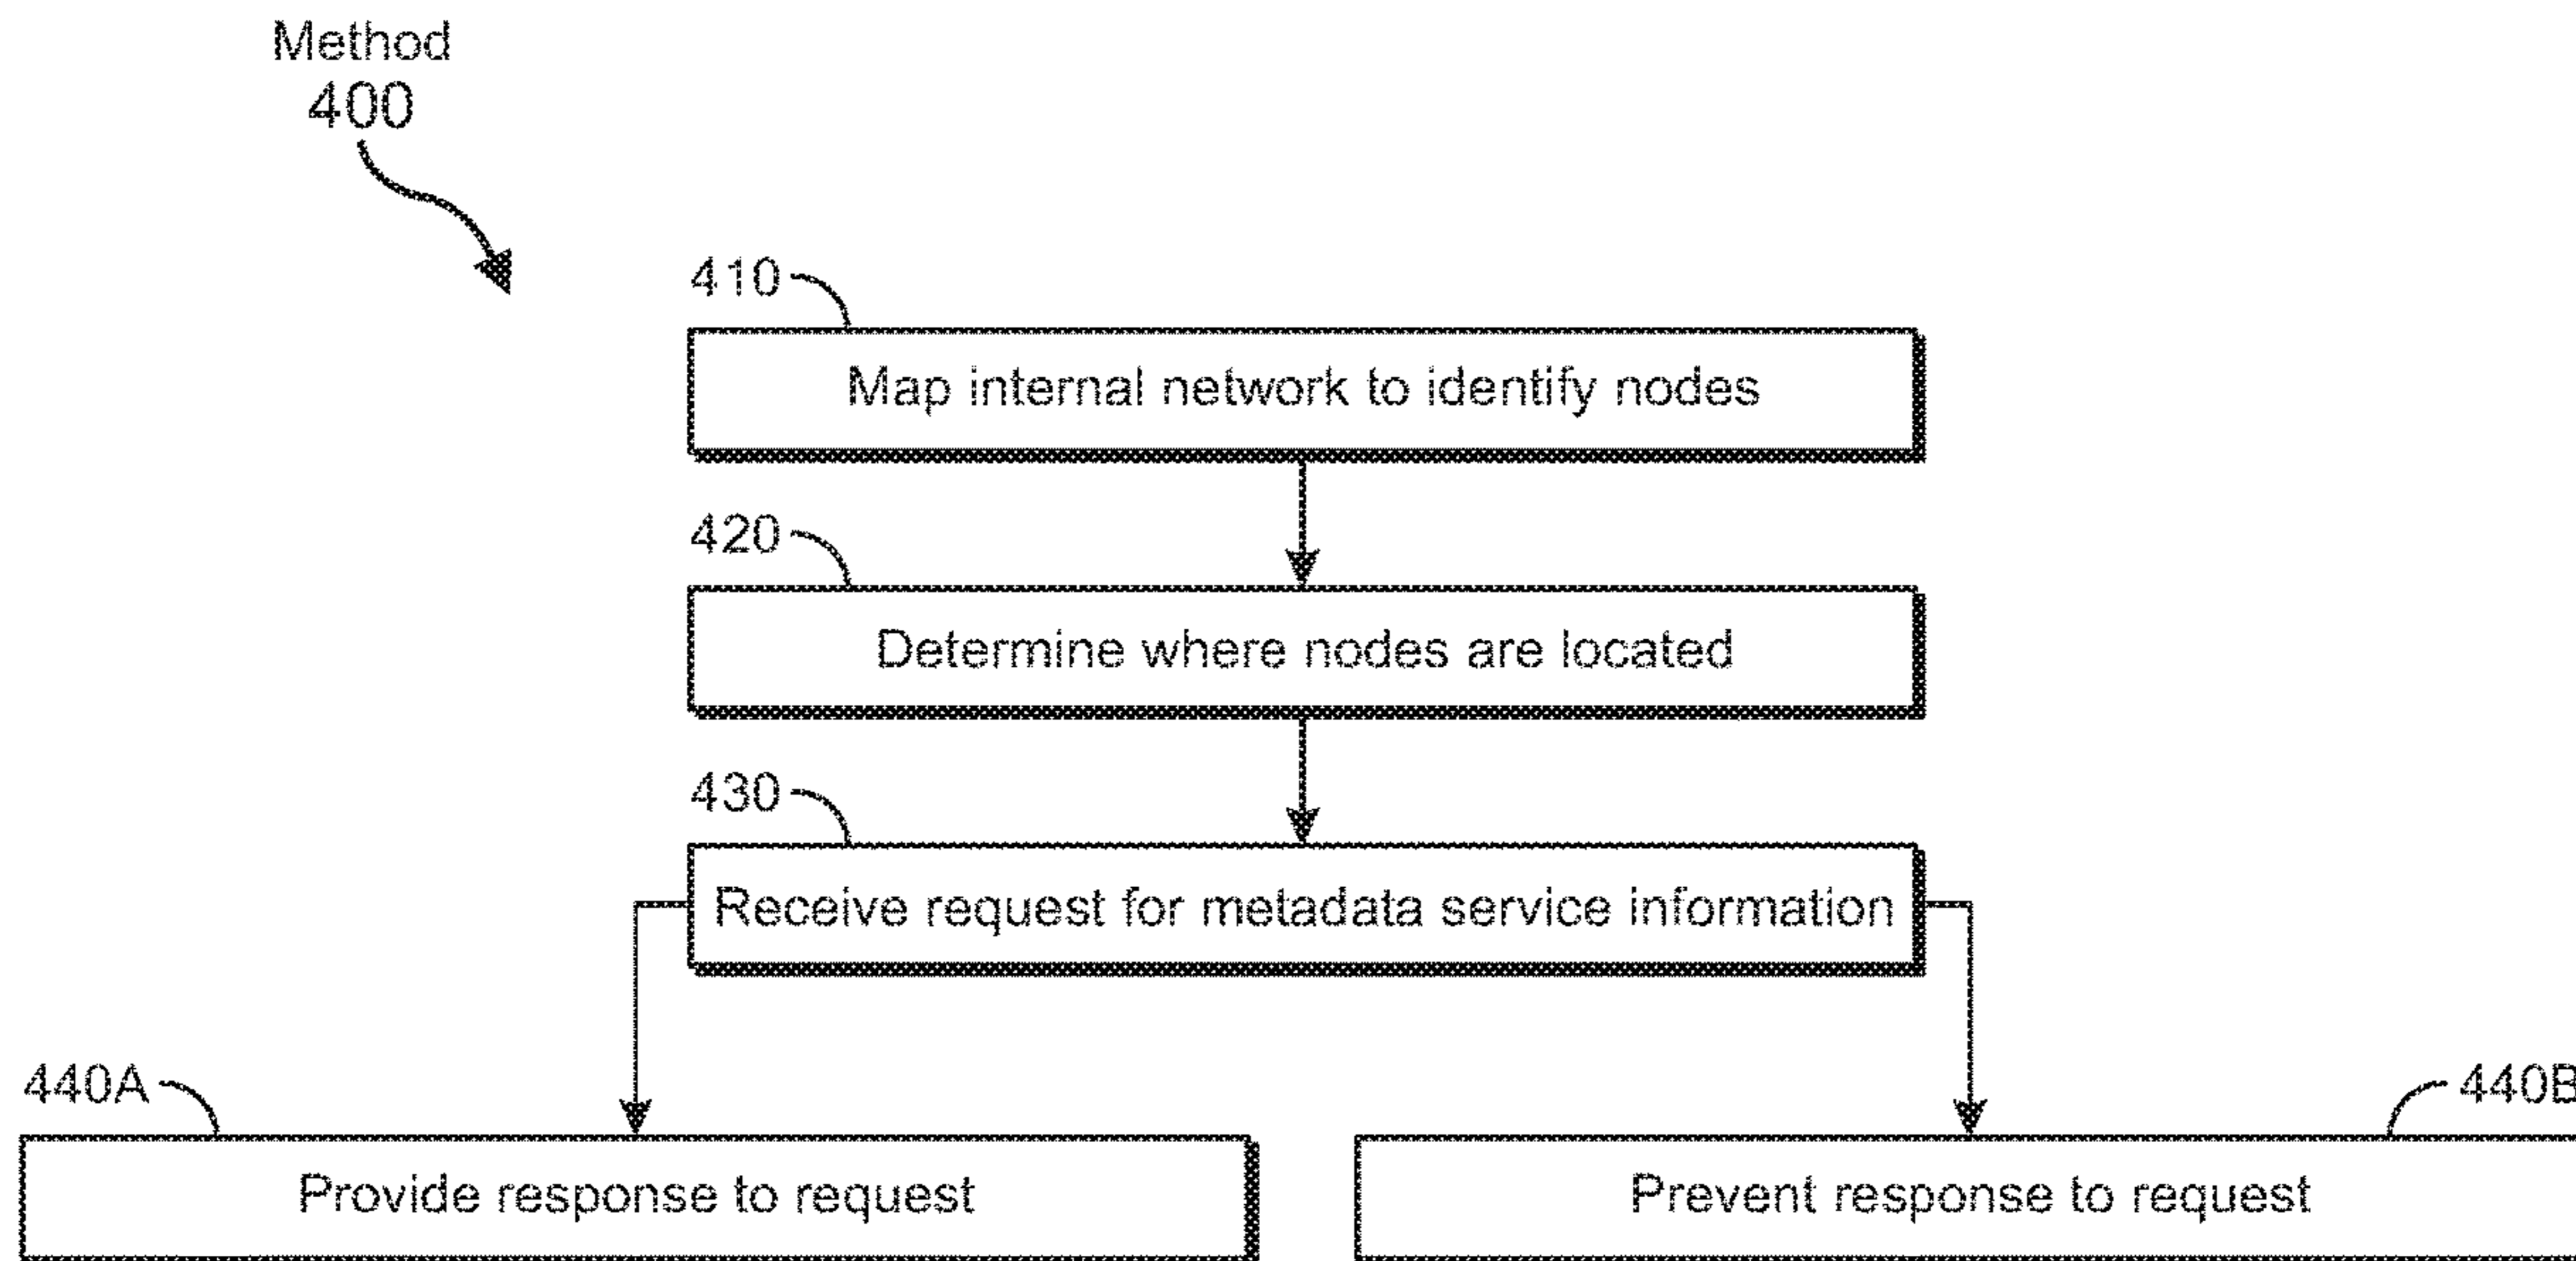 Method
400
410
Map internal network to identify nodes
420
Determine where nodes are located
430
Receive request for metadata service information
440A
440B
Provide response to request
Prevent response to request